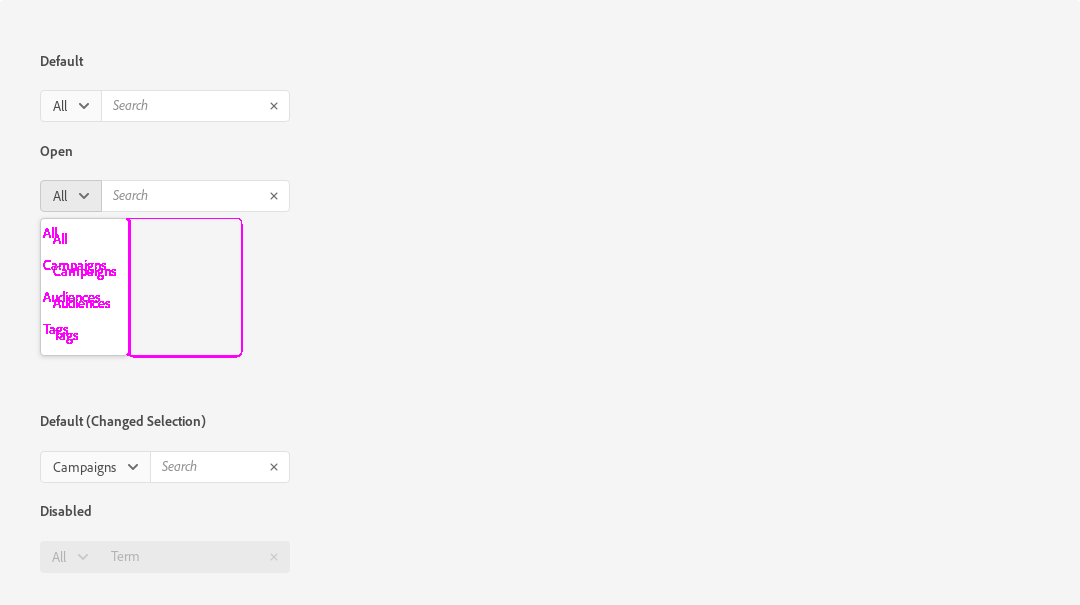 Default
All Search
Open
All Search
All
All
Campaigns
Campaigns
Audiences
Audiences
Tags
Tags
Default (Changed Selection)
Campaigns Search
Disabled
All Term